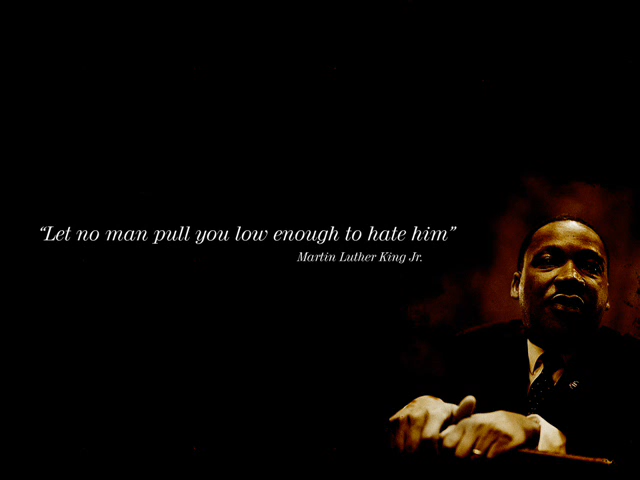 “Let no man pull you low enough to hate him”
Martin Luther King Jr.